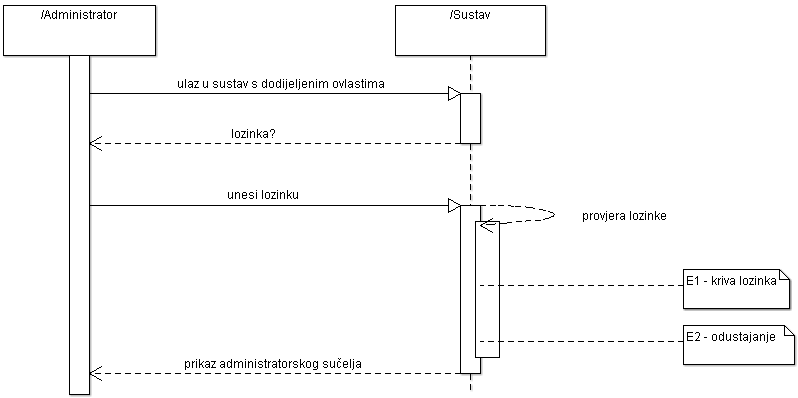 /Administrator
/Sustav
ulaz u sustav s dodijeljenim ovlastima
lozinka?
unesi lozinku
provjera lozinke
E1 - kriva lozinka
E2 - odustajanje
prikaz administratorskog sučelja